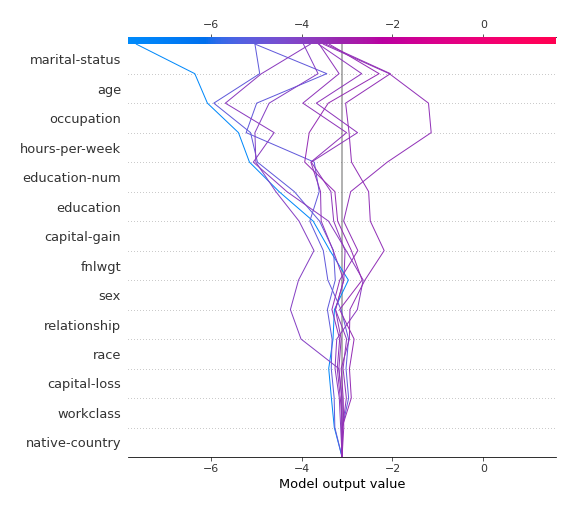 −6 −4 −2 0
marital-status
age
occupation
hours-per-week
education-num
education
capital-gain
fnlwgt
sex
relationship
race
capital-loss
workclass
native-country
−6 −4 −2 0
Model output value